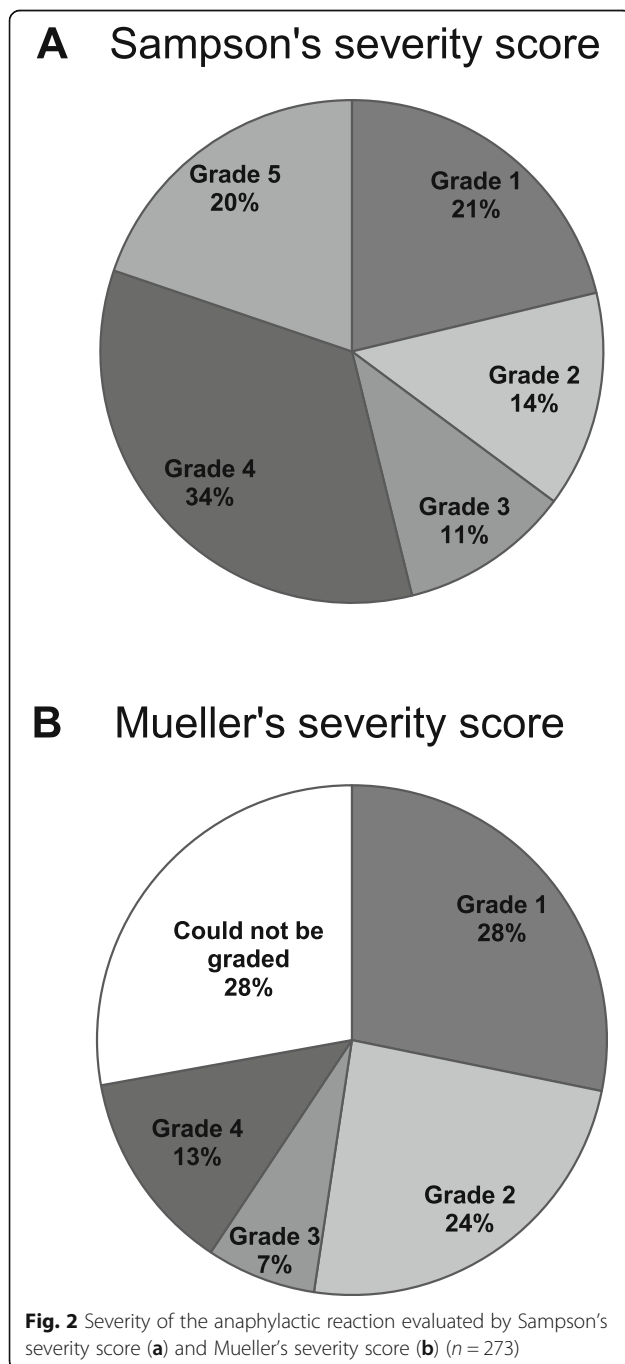 A Sampson's severity score
Grade 5
20%
Grade 1
21%
Grade 2
14%
Grade 4
34%
Grade 3
11%
B Mueller's severity score
Could not be
graded
28%
Grade 1
28%
Grade 4
13%
Grade 2
24%
Grade 3
7%
Fig. 2 Severity of the anaphylactic reaction evaluated by Sampson's
severity score (a) and Mueller's severity score (b) (n = 273)